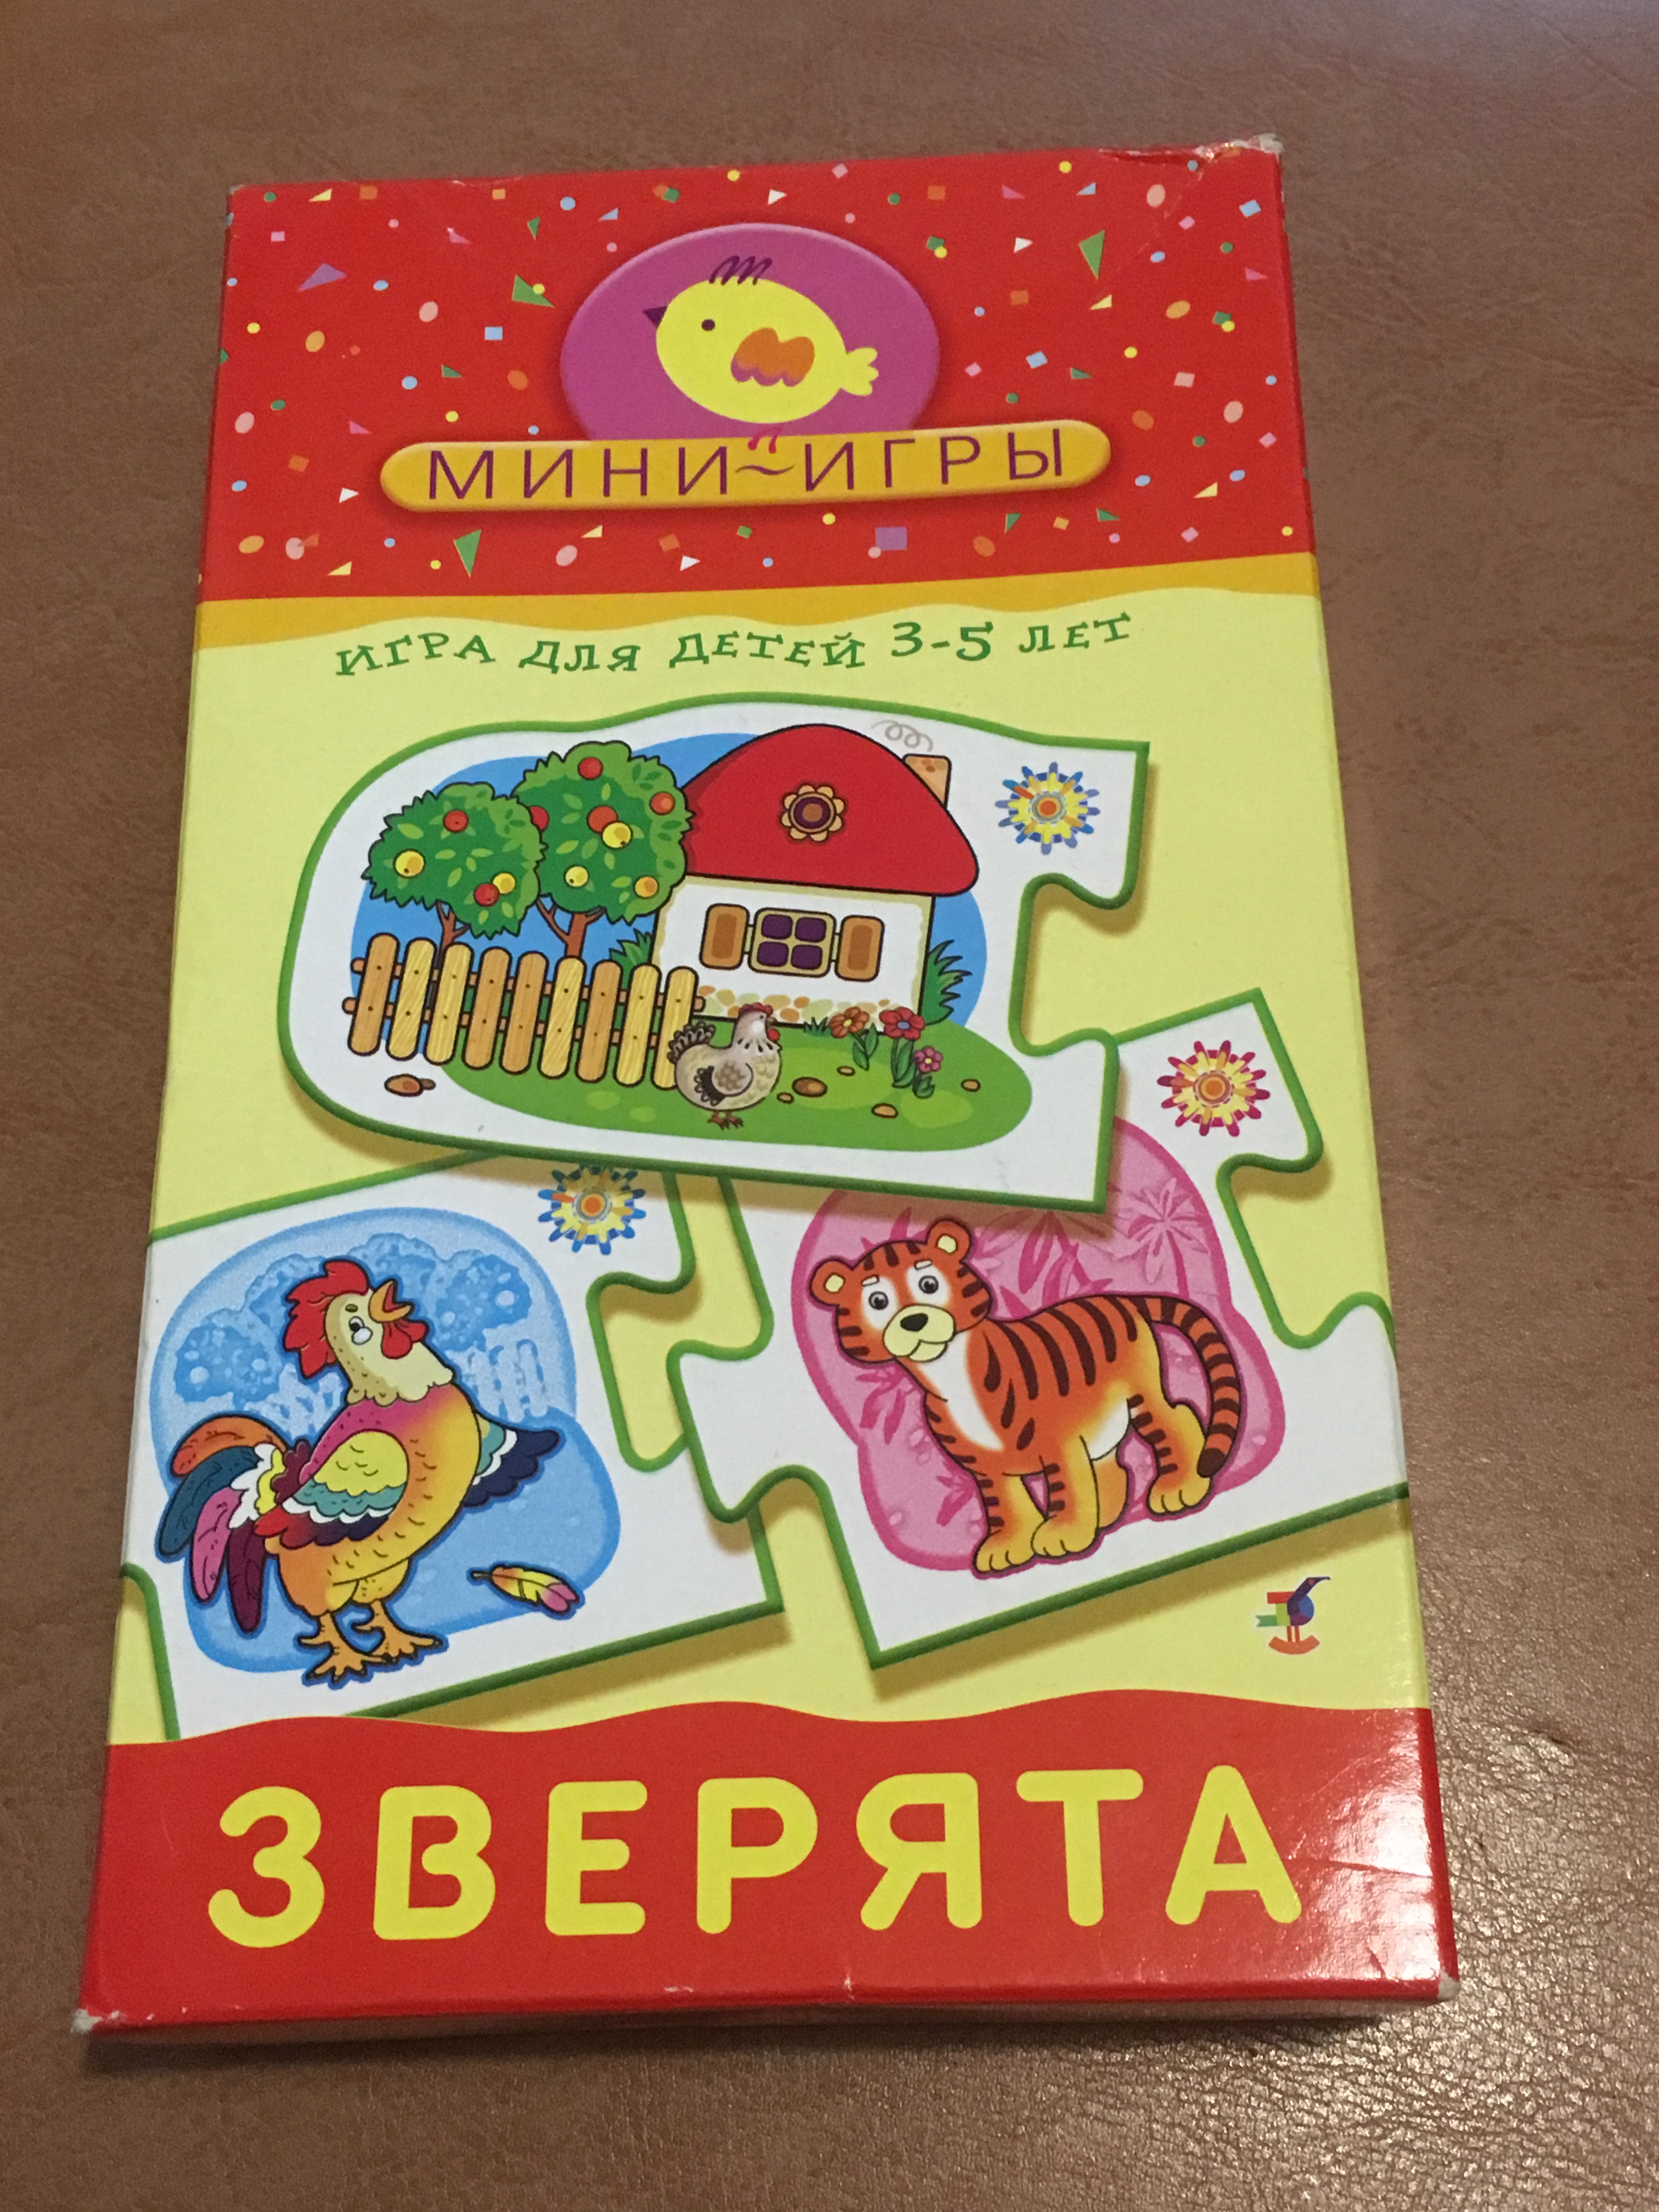 МИНИ-ИГРЫ
ИГРА ДЛЯ ДЕТЕЙ 3-5 ЛЕТ
ЗВЕРЯТА